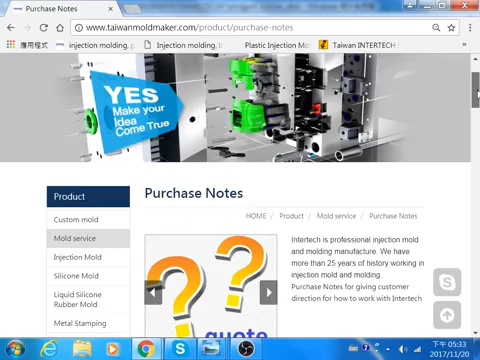 Purchase Notes
www.taiwanmoldmaker.com/product/purchase-notes
應用程式
injection molding, p
Injection molding, c
Plastic Injection Mo
Taiwan INTERTECH
YES
Make your
Idea
Come True
Product
Custom mold
Mold service
Injection Mold
Silicone Mold
Liquid Silicone
Rubber Mold
Metal Stamping
Purchase Notes
HOME / Product / Mold service / Purchase Notes
? ?
quote
Intertech is professional injection mold
and molding manufacture. We have
more than 25 years of history working in
injection mold and molding.
Purchase Notes for giving customer
direction for how to work with Intertech
下午 05:33
2017/11/20